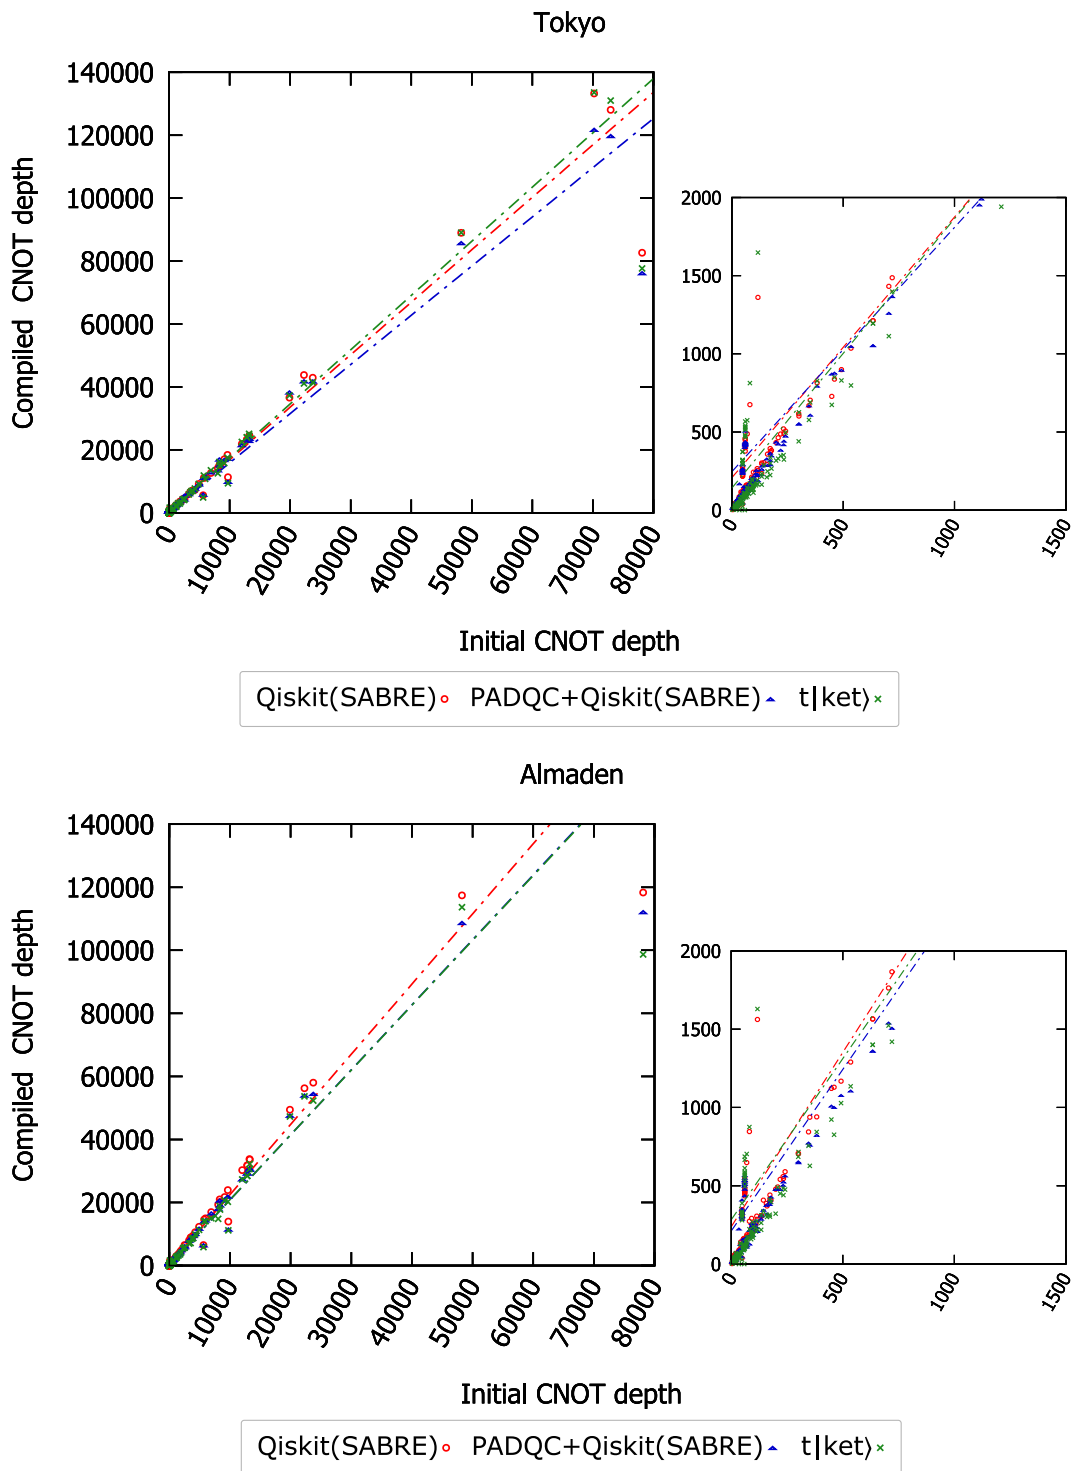 Tokyo
140000
120000
100000
80000
60000
40000
20000
0
Compiled CNOT depth
0 10000 20000 30000 40000 50000 60000 70000 80000
2000
1500
1000
500
0
0 500 1000 1500
Initial CNOT depth
Qiskit(SABRE) PADQC+Qiskit(SABRE) t|ket⟩
Almaden
140000
120000
100000
80000
60000
40000
20000
0
Compiled CNOT depth
0 10000 20000 30000 40000 50000 60000 70000 80000
2000
1500
1000
500
0
0 500 1000 1500
Initial CNOT depth
Qiskit(SABRE) PADQC+Qiskit(SABRE) t|ket⟩